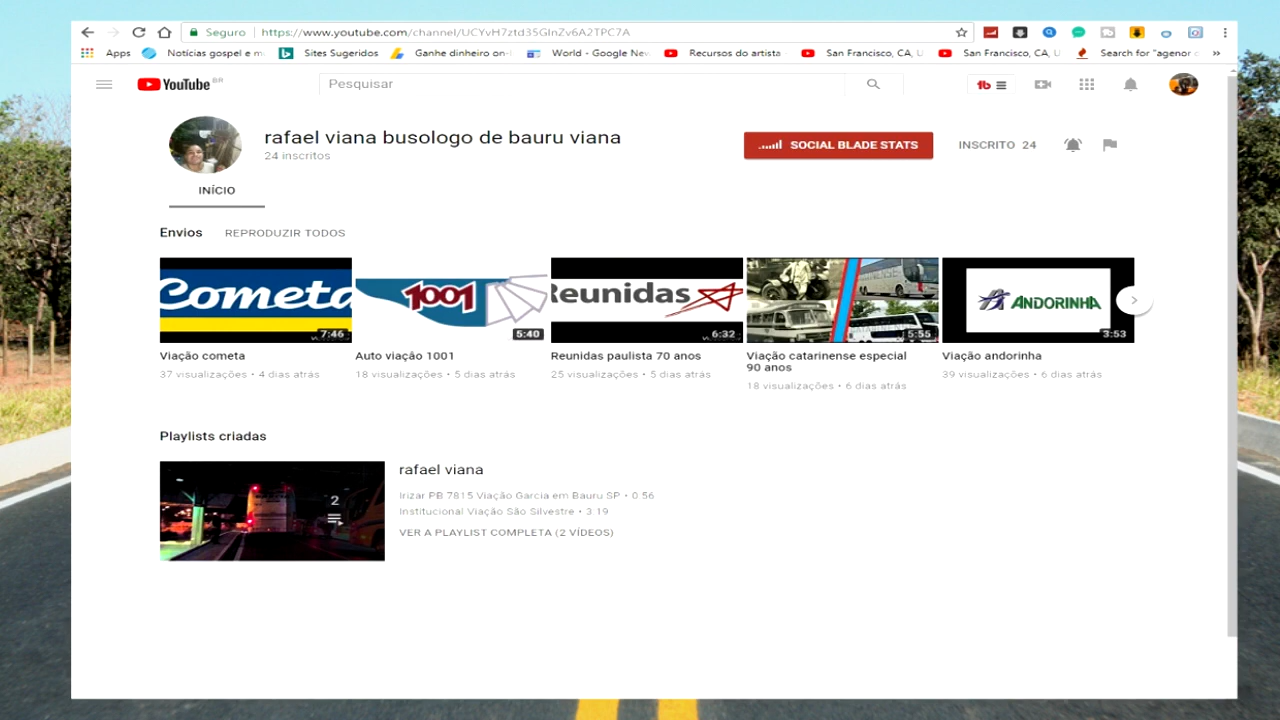 Seguro https://www.youtube.com/channel/UCYvH7ztd35GlnZv6A2TPC7A
Apps Notícias gospel e m Sites Sugeridos Ghanhe dinheiro on- World - Google New Recursos do artista San Francisco, CA, U San Francisco, CA, U Search for "agenor »
YouTube BR
Pesquisar
rafael viana busologo de bauru viana
24 inscritos
SOCIAL BLADE STATS
INSCRITO 24
INÍCIO
Envios REPRODUZIR TODOS
Cometa
7:46
1001
5:40
Reunidas
6:32
5:55
ANDORINHA
3:53
Viação cometa
37 visualizações • 4 dias atrás
Auto viação 1001
18 visualizações • 5 dias atrás
Reunidas paulista 70 anos
25 visualizações • 5 dias atrás
Viação catarinense especial
90 anos
18 visualizações • 6 dias atrás
Viação andorinha
39 visualizações • 6 dias atrás
Playlists criadas
2
rafael viana
Irizar PB 7815 Viação Garcia em Bauru SP • 0:56
Institucional Viação São Silvestre • 3:19
VER A PLAYLIST COMPLETA (2 VÍDEOS)